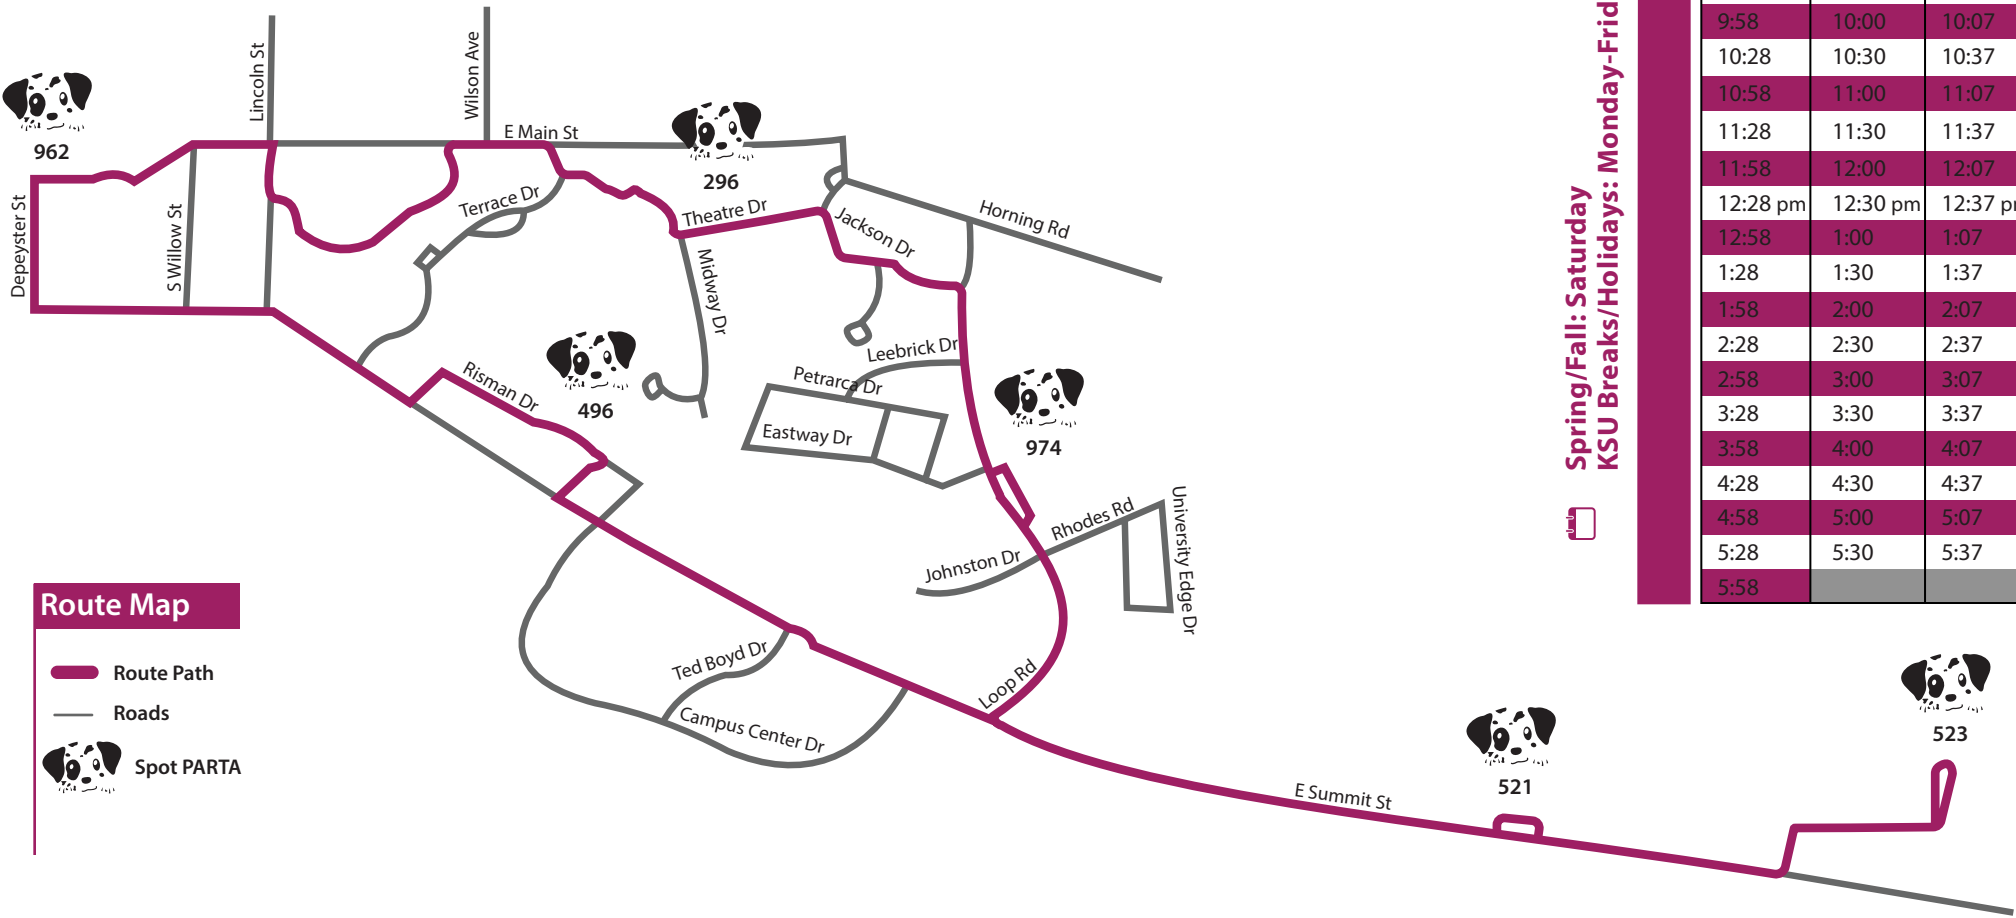 Lincoln St
Wilson Ave
E Main St
962
296
Terrace Dr
Theatre Dr
Jackson Dr
Horning Rd
Depeyster St
S Willow St
Midway Dr
Leebrick Dr
Risman Dr
496
Petrarca Dr
Eastway Dr
974
Rhodes Rd
University Edge Dr
Johnston Dr
Ted Boyd Dr
Campus Center Dr
Loop Rd
E Summit St
521
523
Route Map
Route Path
Roads
Spot PARTA
Spring/Fall: Saturday
KSU Breaks/Holidays: Monday-Frid
9:58 10:00 10:07
10:28 10:30 10:37
10:58 11:00 11:07
11:28 11:30 11:37
11:58 12:00 12:07
12:28 pm 12:30 pm 12:37 p
12:58 1:00 1:07
1:28 1:30 1:37
1:58 2:00 2:07
2:28 2:30 2:37
2:58 3:00 3:07
3:28 3:30 3:37
3:58 4:00 4:07
4:28 4:30 4:37
4:58 5:00 5:07
5:28 5:30 5:37
5:58